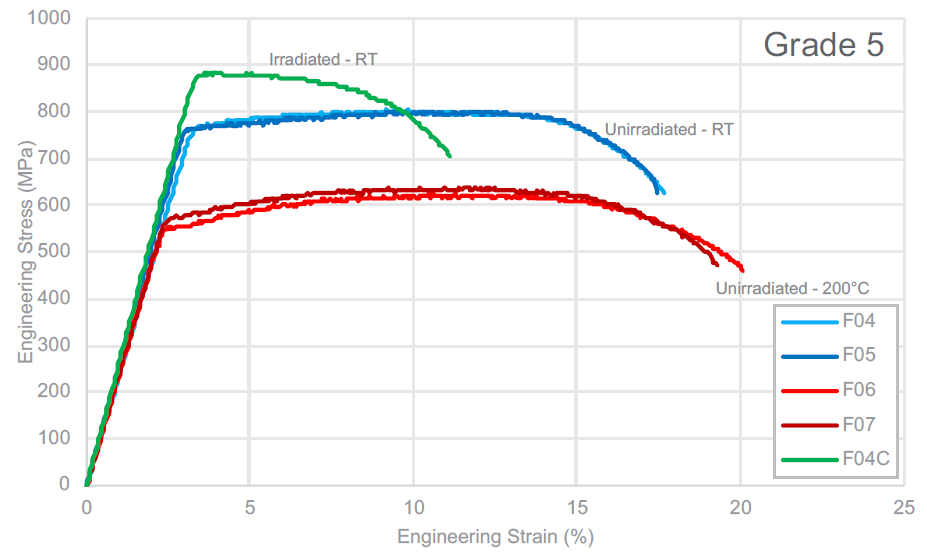 Grade 5
Irradiated - RT
Unirradiated - RT
Unirradiated - 200°C
Engineering Stress (MPa)
1000
900
800
700
600
500
400
300
200
100
0
0 5 10 15 20 25
Engineering Strain (%)
F04
F05
F06
F07
F04C